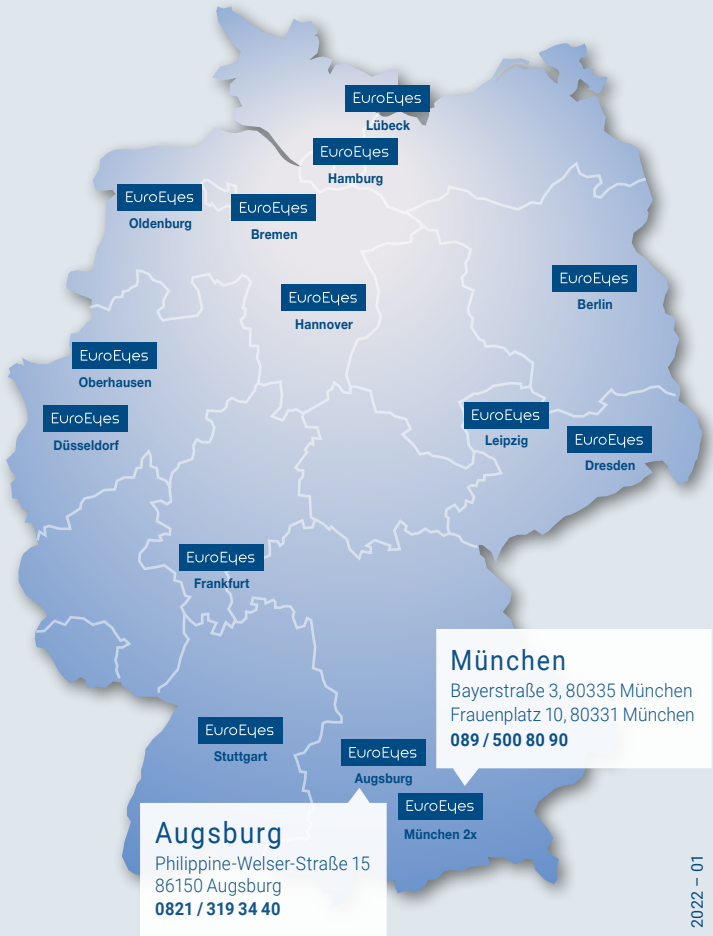 EuroEyes
Lübeck
EuroEyes
Hamburg
EuroEyes
Oldenburg
EuroEyes
Bremen
EuroEyes
Berlin
EuroEyes
Hannover
EuroEyes
Oberhausen
EuroEyes
Düsseldorf
EuroEyes
Leipzig
EuroEyes
Dresden
EuroEyes
Frankfurt
München
Bayerstraße 3, 80335 München
Frauenplatz 10, 80331 München
089 / 500 80 90
EuroEyes
Stuttgart
EuroEyes
Augsburg
EuroEyes
München 2x
Augsburg
Philippine-Welser-Straße 15
86150 Augsburg
0821 / 319 34 40
2022 – 01